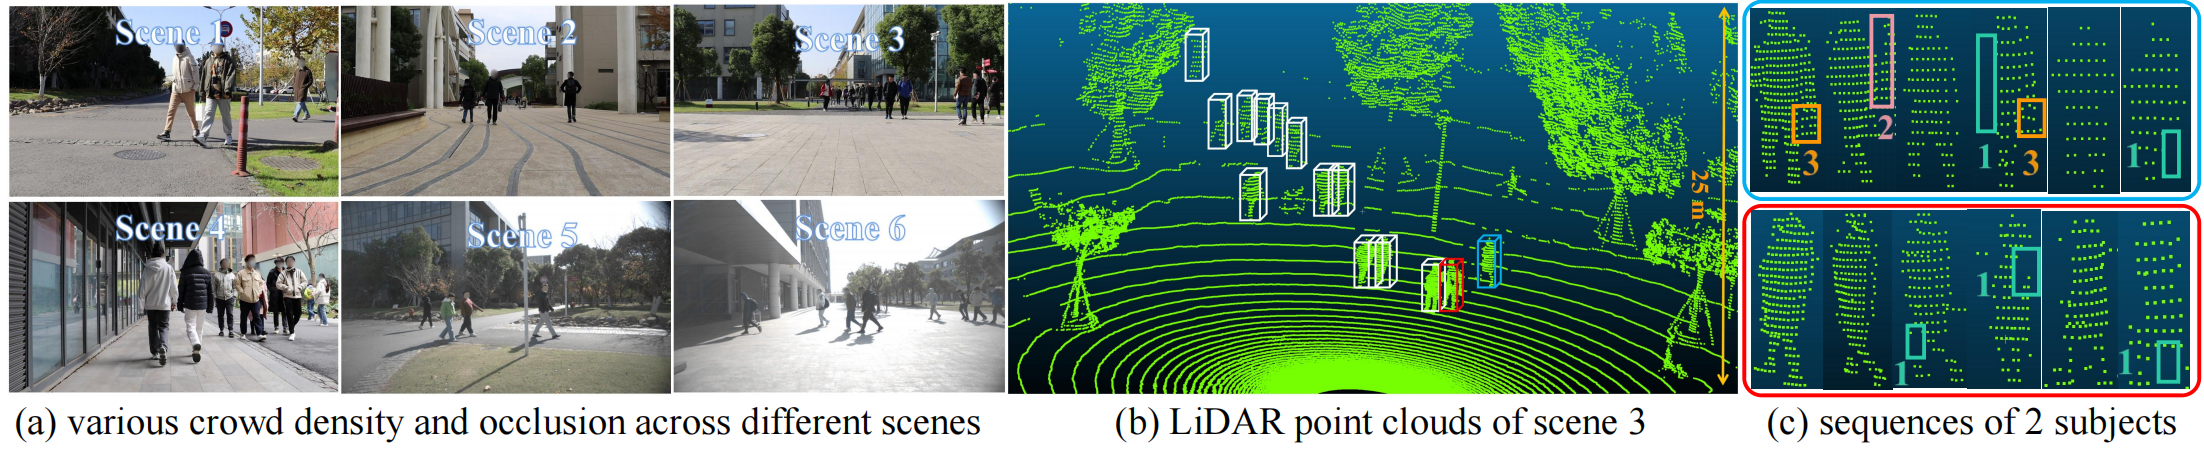 Scene 1
Scene 2
Scene 3
Scene 4
Scene 5
Scene 6
(a) various crowd density and occlusion across different scenes
25 m
(b) LiDAR point clouds of scene 3
3
2
1
3
1
1
1
1
(c) sequences of 2 subjects